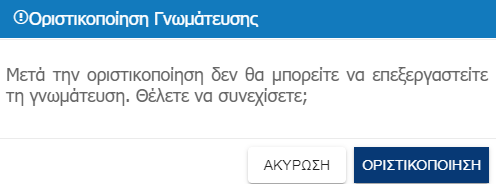 Οριστικοποίηση Γνωμάτευσης
Μετά την οριστικοποίηση δεν θα μπορείτε να επεξεργαστείτε
τη γνωμάτευση. Θέλετε να συνεχίσετε;
ΑΚΥΡΩΣΗ ΟΡΙΣΤΙΚΟΠΟΙΗΣΗ